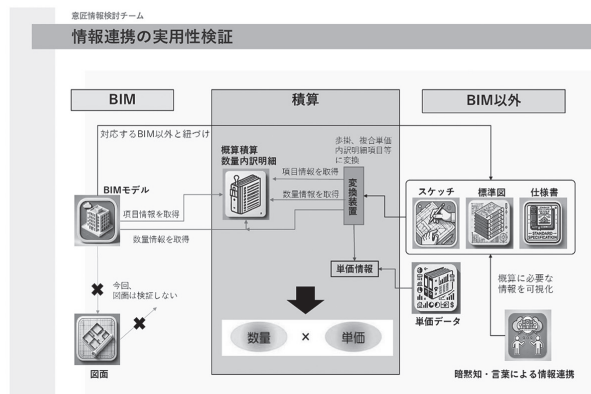 意匠情報検討チーム
情報連携の実用性検証
BIM
積算
BIM以外
対応するBIM以外と紐づけ
概算積算
数量内訳明細
歩掛、複合単価
内訳明細項目等
に変換
項目情報を取得
数量情報を取得
変換装置
BIMモデル
項目情報を取得
数量情報を取得
スケッチ
標準図
仕様書
STANDARD
SPECIFICATION
今回、
図面は検証しない
図面
単価情報
単価データ
概算に必要な
情報を可視化
数量
×
単価
暗黙知・言葉による情報連携